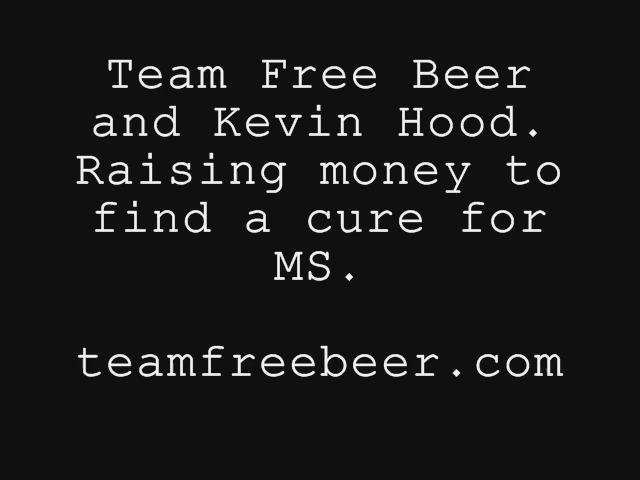 Team Free Beer
and Kevin Hood.
Raising money to
find a cure for
MS.
teamfreebeer.com